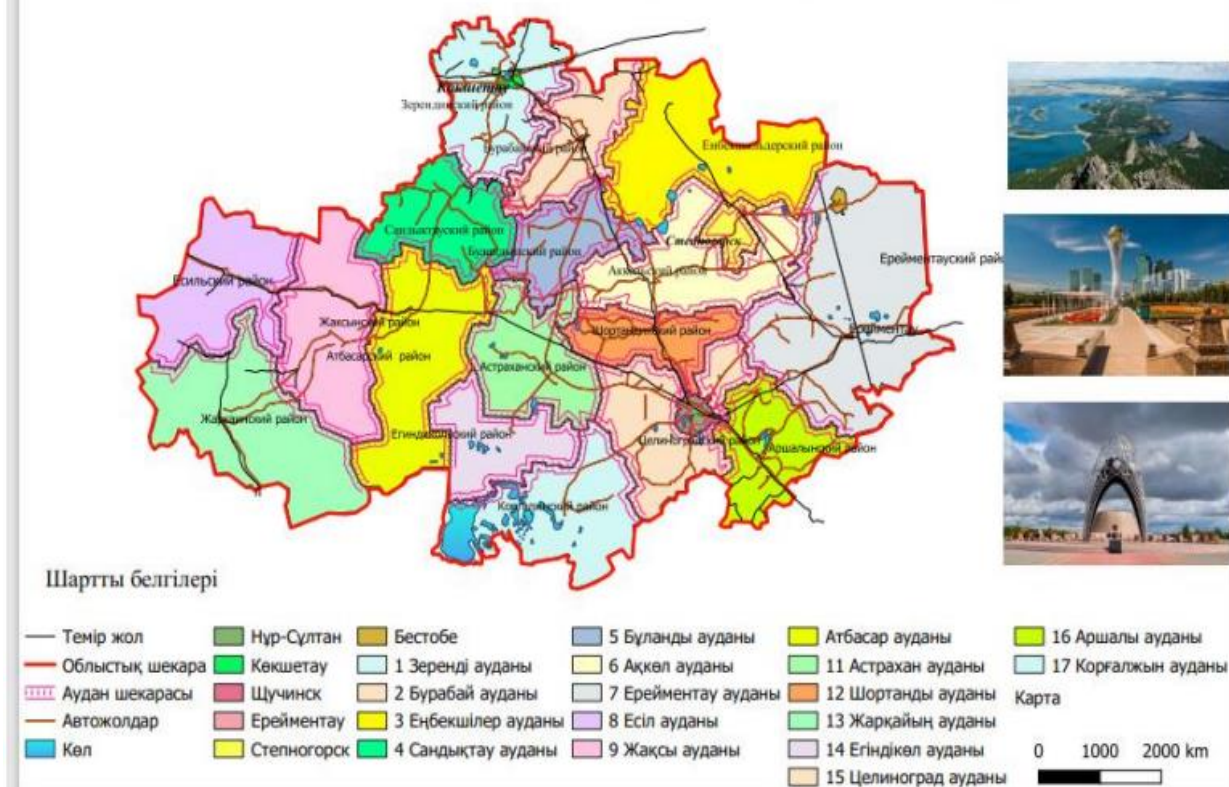 Көкшетау
Зерендинский район
Бурабайский район
Еңбекшильдерский район
Сандыктауский район
Степногорск
Буландынский район
Аккольский район
Ерейментауский райо
Есильский район
Жаксынский район
Шортандинский район
Ерейментау
Атбасарский район
Астраханский район
Жаркаинский район
Егиндыкольский район
Целиноградский район
Аршалынский район
Коргалжинский район
Шартты белгілері
Темір жол
Облыстық шекара
Аудан шекарасы
Автожолдар
Көл
Нұр-Сұлтан
Көкшетау
Щучинск
Ерейментау
Степногорск
Бестобе
1 Зеренді ауданы
2 Бурабай ауданы
3 Еңбекшілер ауданы
4 Сандықтау ауданы
5 Бұланды ауданы
6 Ақкөл ауданы
7 Ерейментау ауданы
8 Есіл ауданы
9 Жақсы ауданы
Атбасар ауданы
11 Астрахан ауданы
12 Шортанды ауданы
13 Жарқайың ауданы
14 Егіндікөл ауданы
15 Целиноград ауданы
16 Аршалы ауданы
17 Корғалжын ауданы
Карта
0 1000 2000 km